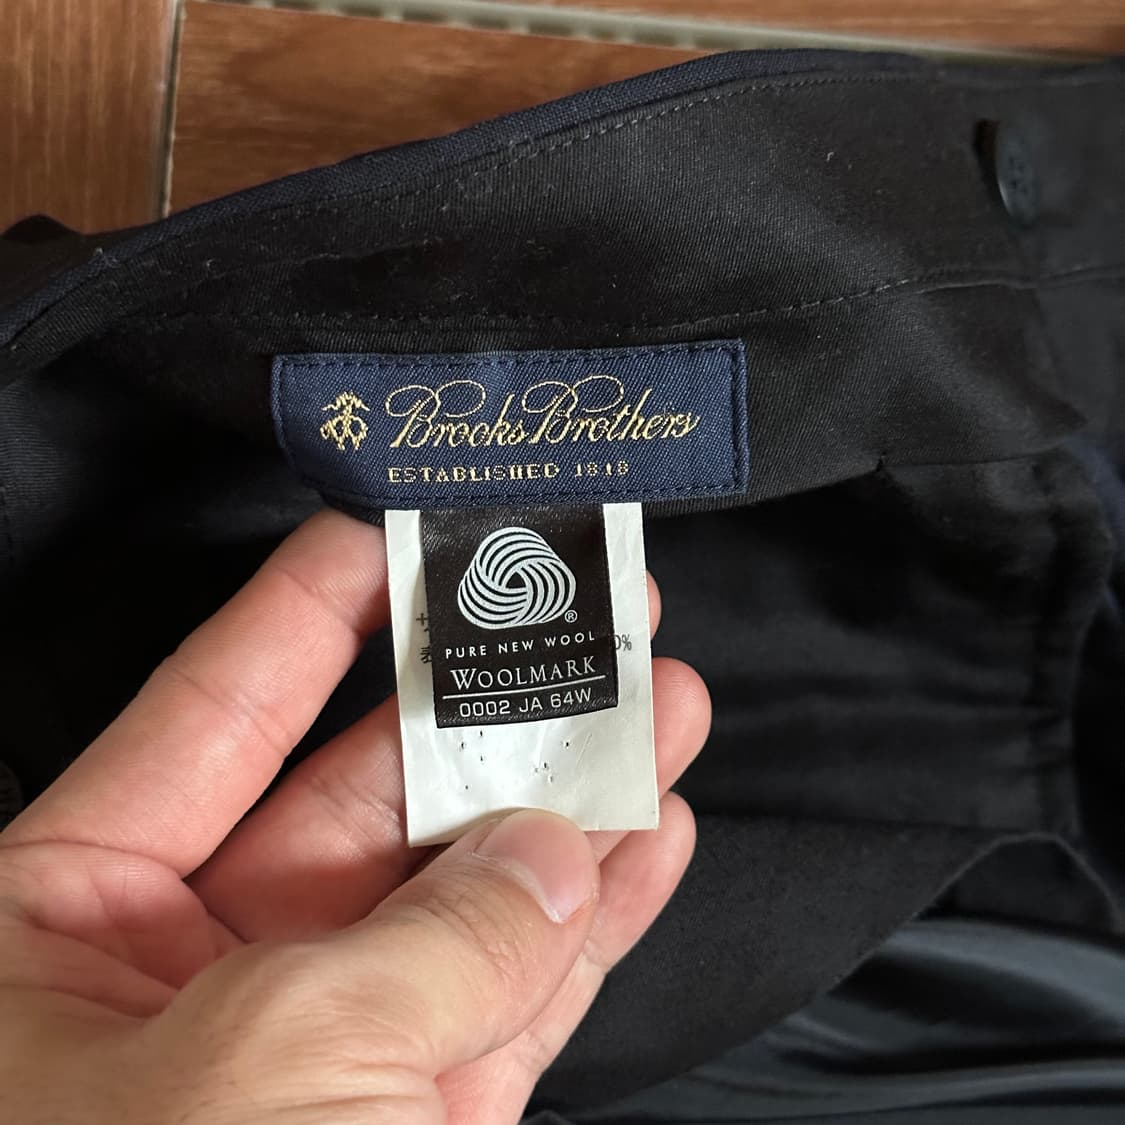 Brooks Brothers
ESTABLISHED 1818
®
PURE NEW WOOL
WOOLMARK
0002 JA 64W